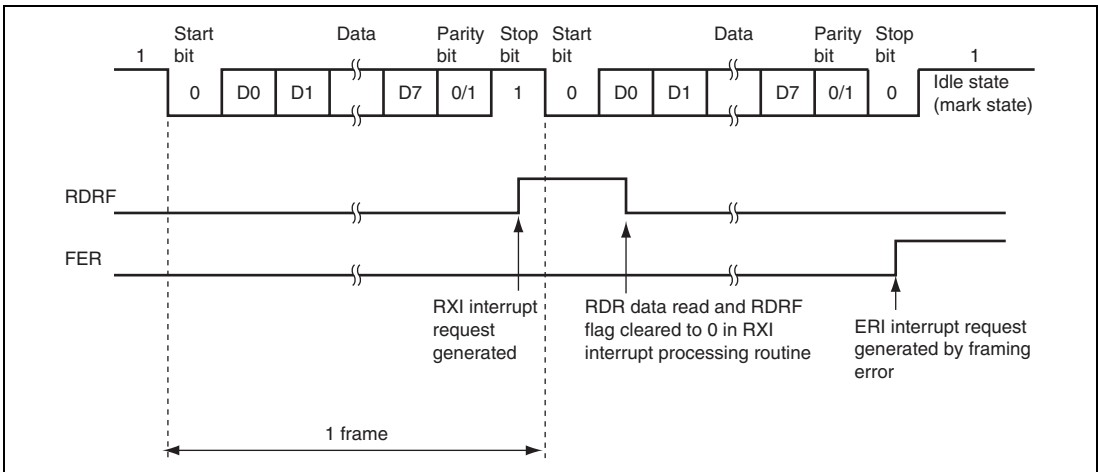 Start Data Parity Stop Start Data Parity Stop
1 bit bit bit bit bit bit 1
0 D0 D1 D7 0/1 1 0 D0 D1 D7 0/1 0 Idle state
(mark state)
RDRF
FER
RXI interrupt
request
generated
RDR data read and RDRF
flag cleared to 0 in RXI
interrupt processing routine
ERI interrupt request
generated by framing
error
1 frame